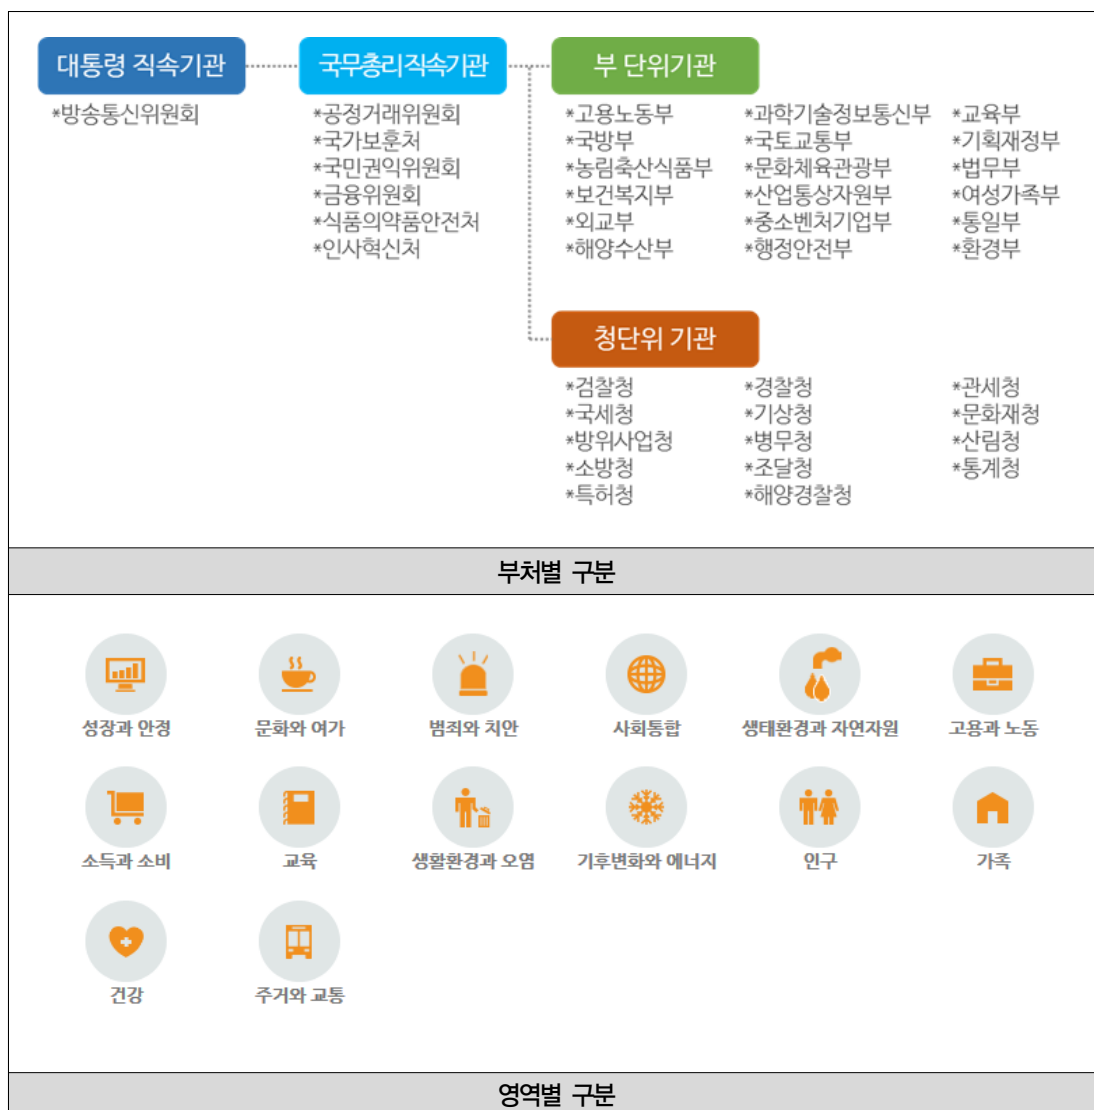 대통령 직속기관
*방송통신위원회
국무총리직속기관
*공정거래위원회
*국가보훈처
*국민권익위원회
*금융위원회
*식품의약품안전처
*인사혁신처
부 단위기관
*고용노동부 *과학기술정보통신부 *교육부
*국방부 *국토교통부 *기획재정부
*농림축산식품부 *문화체육관광부 *법무부
*보건복지부 *산업통상자원부 *여성가족부
*외교부 *중소벤처기업부 *통일부
*해양수산부 *행정안전부 *환경부
청단위 기관
*검찰청 *경찰청 *관세청
*국세청 *기상청 *문화재청
*방위사업청 *병무청 *산림청
*소방청 *조달청 *통계청
*특허청 *해양경찰청
부처별 구분
성장과 안정 문화와 여가 범죄와 치안 사회통합 생태환경과 자연자원 고용과 노동
소득과 소비 교육 생활환경과 오염 기후변화와 에너지 인구 가족
건강 주거와 교통
영역별 구분